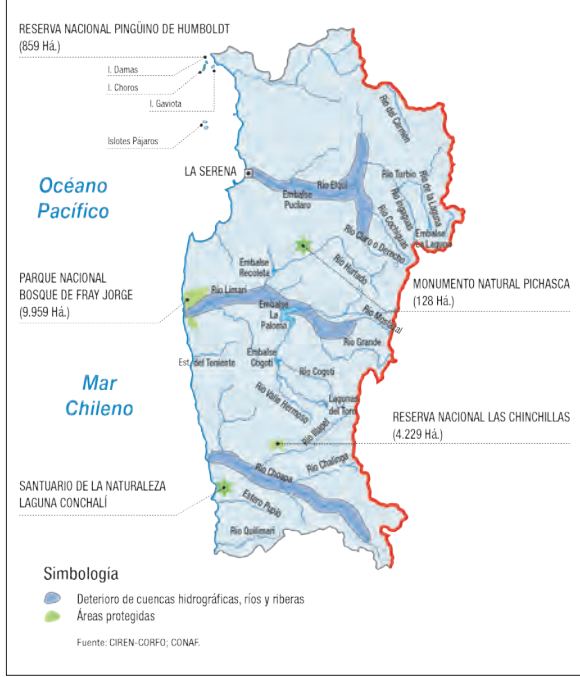 RESERVA NACIONAL PINGÜINO DE HUMBOLDT
(859 Há.)
I. Damas
I. Choros
I. Gaviota
Islotes Pájaros
Río del Carmen
LA SERENA
Río Elqui
Río Turbio
Río de la Laguna
Embalse
Puclaro
Río Ingaguas
Río Cochiguas
Embalse
La Laguna
Océano
Pacífico
Río Claro o Derecho
Embalse
Recoleta
Río Hurtado
PARQUE NACIONAL
BOSQUE DE FRAY JORGE
(9.959 Há.)
MONUMENTO NATURAL PICHASCA
(128 Há.)
Río Limarí
Embalse
La
Paloma
Río Mostazal
Río Grande
Est. del Teniente
Embalse
Cogotí
Río Cogotí
Mar
Chileno
Río Valle Hermoso
Lagunas
del Toro
Río Illapel
RESERVA NACIONAL LAS CHINCHILLAS
(4.229 Há.)
Río Choapa
Río Chalinga
SANTUARIO DE LA NATURALEZA
LAGUNA CONCHALÍ
Estero Pupío
Río Quilimarí
Simbología
Deterioro de cuencas hidrográficas, ríos y riberas
Áreas protegidas
Fuente: CIREN-CORFO; CONAF.